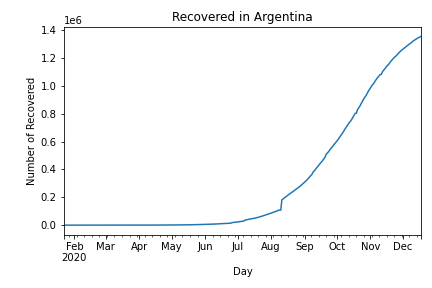 Recovered in Argentina
1e6
1.4
1.2
1.0
0.8
0.6
0.4
0.2
0.0
Number of Recovered
Feb Mar Apr May Jun Jul Aug Sep Oct Nov Dec
2020
Day